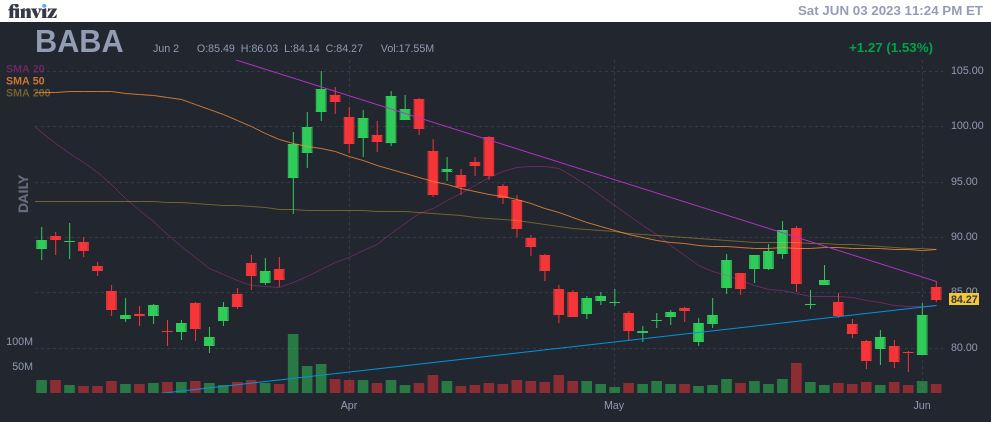 finviz
Sat JUN 03 2023 11:24 PM ET
BABA
Jun 2 O:85.49 H:86.03 L:84.14 C:84.27 Vol:17.55M
+1.27 (1.53%)
SMA 20
SMA 50
SMA 200
DAILY
105.00
100.00
95.00
90.00
85.00
84.27
80.00
100M
50M
Apr
May
Jun